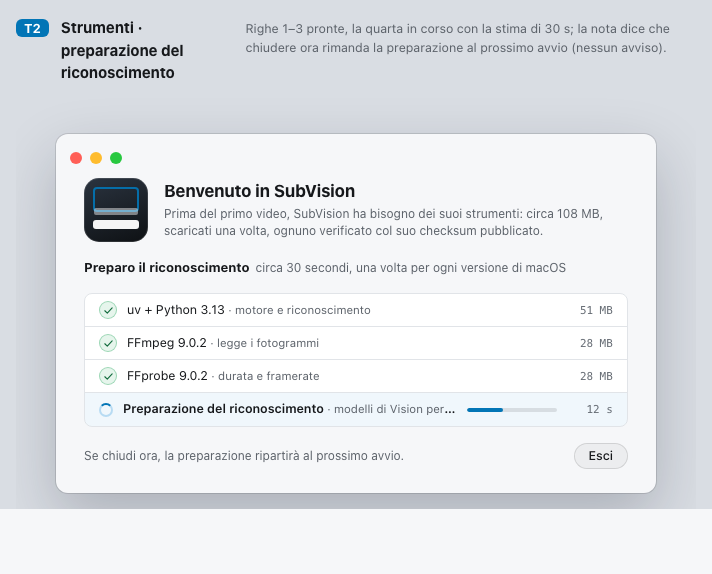 T2
Strumenti ·
preparazione del
riconoscimento
Righe 1–3 pronte, la quarta in corso con la stima di 30 s; la nota dice che
chiudere ora rimanda la preparazione al prossimo avvio (nessun avviso).
Benvenuto in SubVision
Prima del primo video, SubVision ha bisogno dei suoi strumenti: circa 108 MB,
scaricati una volta, ognuno verificato col suo checksum pubblicato.
Preparo il riconoscimento circa 30 secondi, una volta per ogni versione di macOS
uv + Python 3.13 · motore e riconoscimento 51 MB
FFmpeg 9.0.2 · legge i fotogrammi 28 MB
FFprobe 9.0.2 · durata e framerate 28 MB
Preparazione del riconoscimento · modelli di Vision per... 12 s
Se chiudi ora, la preparazione ripartirà al prossimo avvio.
Esci